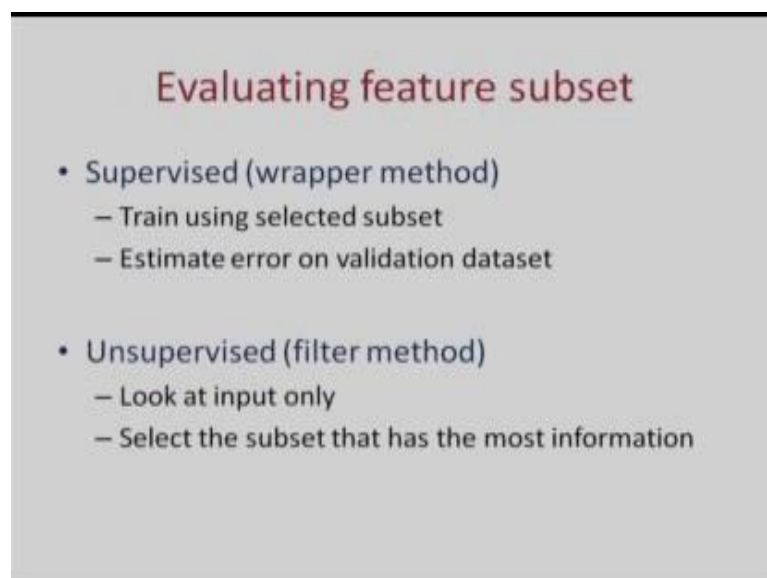 Evaluating feature subset
• Supervised (wrapper method)
– Train using selected subset
– Estimate error on validation dataset
• Unsupervised (filter method)
– Look at input only
– Select the subset that has the most information